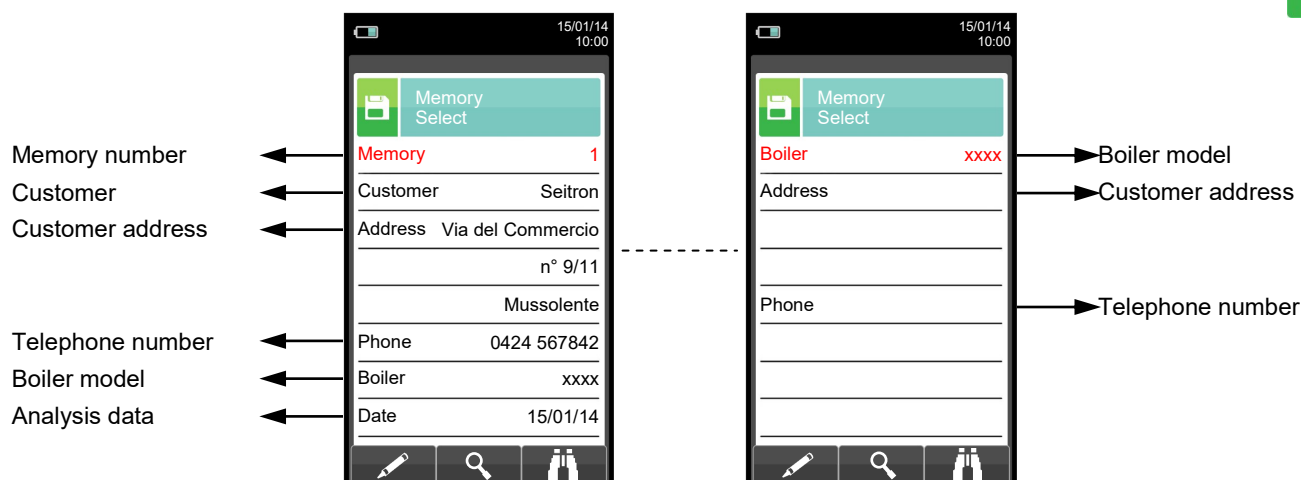 15/01/14
10:00
Memory
Select
Memory number
Memory 1
Customer
Customer Seitron
Customer address
Address Via del Commercio
n° 9/11
Mussolente
Telephone number
Phone 0424 567842
Boiler model
Boiler xxxx
Analysis data
Date 15/01/14
15/01/14
10:00
Memory
Select
Boiler xxxx
Boiler model
Address
Customer address
Phone
Telephone number